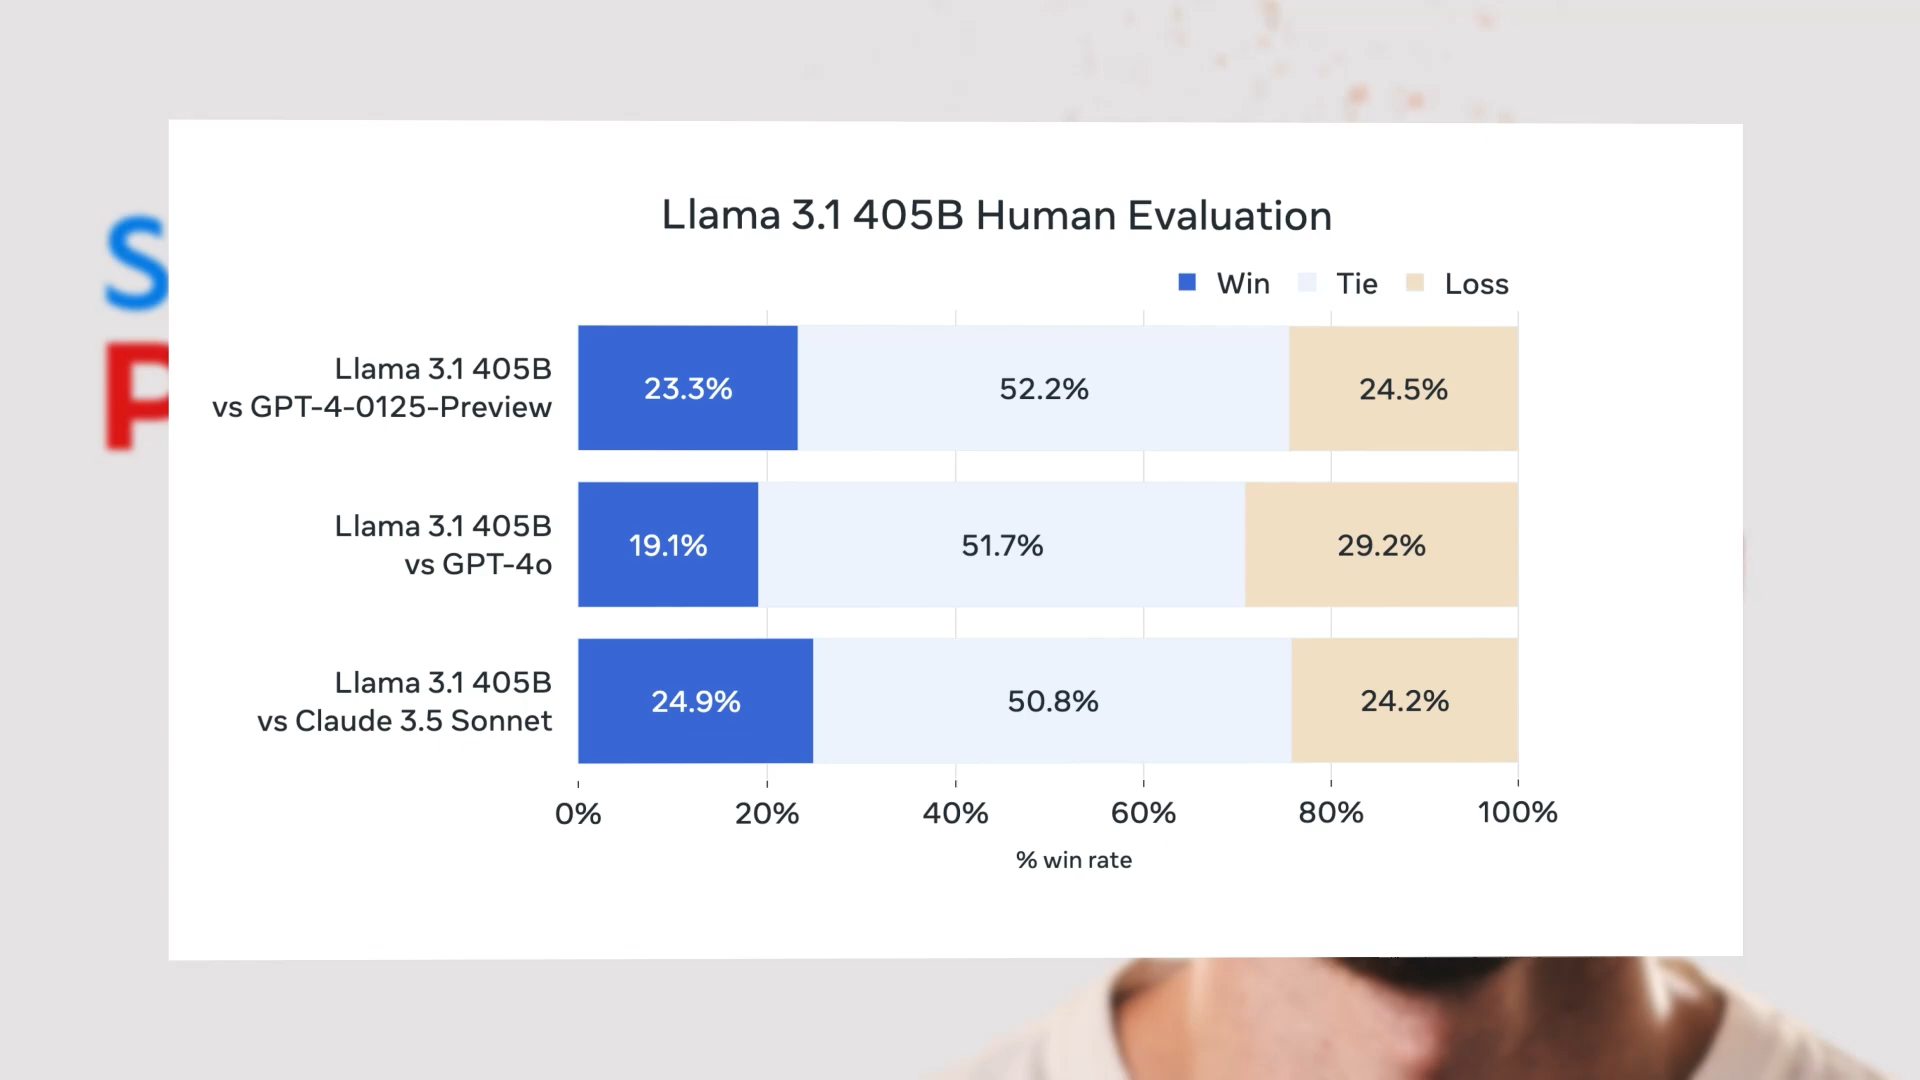 S
P
Llama 3.1 405B Human Evaluation
Win Tie Loss
Llama 3.1 405B
vs GPT-4-0125-Preview
23.3% 52.2% 24.5%
Llama 3.1 405B
vs GPT-4o
19.1% 51.7% 29.2%
Llama 3.1 405B
vs Claude 3.5 Sonnet
24.9% 50.8% 24.2%
0% 20% 40% 60% 80% 100%
% win rate